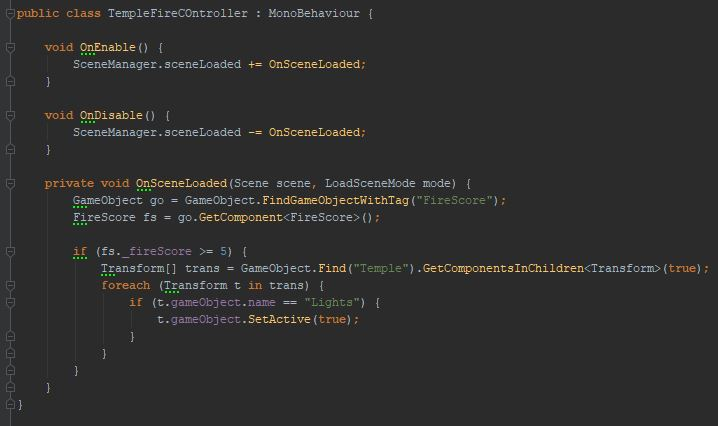 public class TempleFireCOntroller : MonoBehaviour {
void OnEnable() {
SceneManager.sceneLoaded += OnSceneLoaded;
}
void OnDisable() {
SceneManager.sceneLoaded -= OnSceneLoaded;
}
private void OnSceneLoaded(Scene scene, LoadSceneMode mode) {
GameObject go = GameObject.FindGameObjectWithTag("FireScore");
FireScore fs = go.GetComponent<FireScore>();
if (fs._fireScore >= 5) {
Transform[] trans = GameObject.Find("Temple").GetComponentsInChildren<Transform>(true);
foreach (Transform t in trans) {
if (t.gameObject.name == "Lights") {
t.gameObject.SetActive(true);
}
}
}
}
}